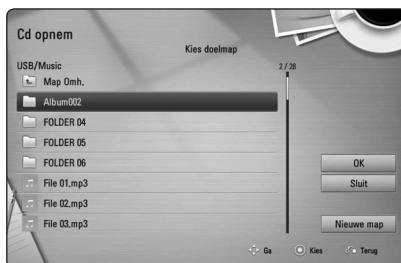 Cd opnem
Kies doelmap
USB/Music
2 / 28
Map Omh.
Album002
FOLDER 04
FOLDER 05
FOLDER 06
File 01.mp3
File 02.mp3
File 03.mp3
OK
Sluit
Nieuwe map
Ga
Kies
Terug